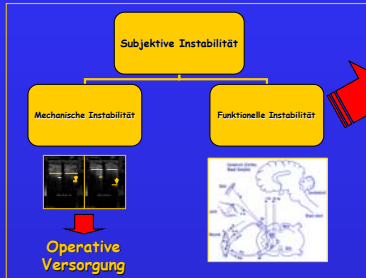 Subjektive Instabilität
Mechanische Instabilität
Funktionelle Instabilität
Operative
Versorgung